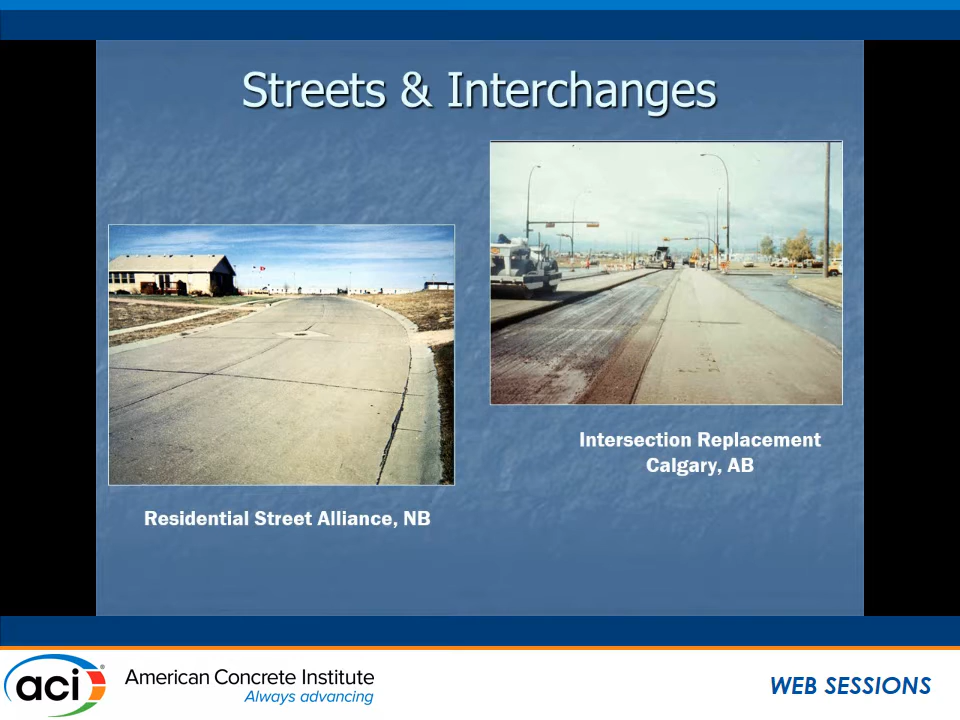 Streets & Interchanges
Intersection Replacement
Calgary, AB
Residential Street Alliance, NB
aci®
American Concrete Institute
Always advancing
WEB SESSIONS